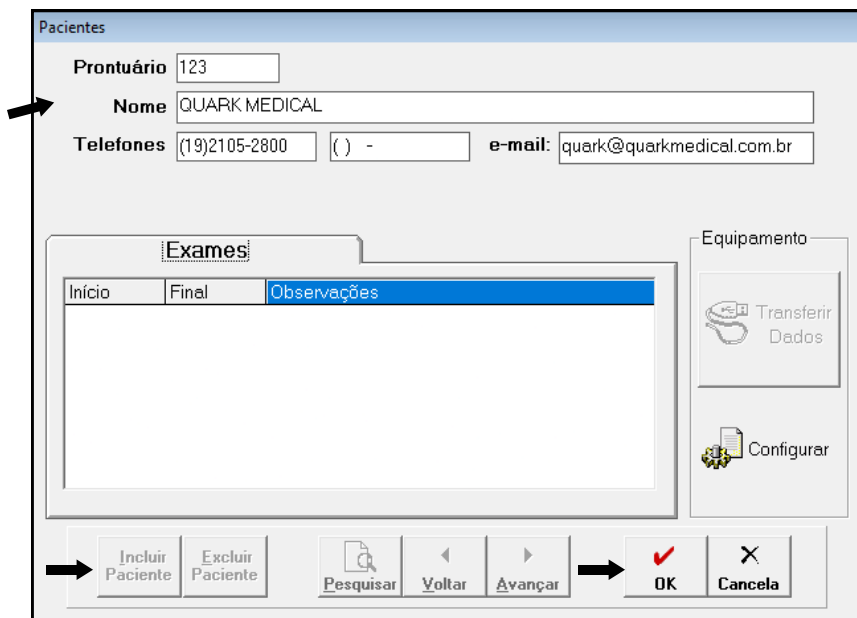 Pacientes
Prontuário 123
Nome QUARK MEDICAL
Telefones (19)2105-2800 ( ) - e-mail: quark@quarkmedical.com.br
Exames
Início Final Observações
Equipamento
Transferir
Dados
Configurar
Incluir
Paciente
Excluir
Paciente
Pesquisar
Voltar
Avançar
OK
Cancela